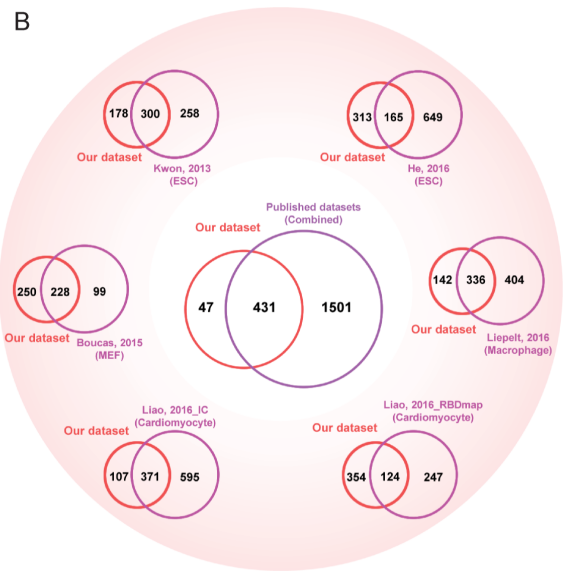 B
178 300 258
Our dataset
Kwon, 2013
(ESC)
313 165 649
Our dataset
He, 2016
(ESC)
Published datasets
(Combined)
Our dataset
47 431 1501
250 228 99
Our dataset
Boucas, 2015
(MEF)
142 336 404
Our dataset
Liepelt, 2016
(Macrophage)
Liao, 2016_IC
(Cardiomyocyte)
Our dataset
107 371 595
Liao, 2016_RBDmap
(Cardiomyocyte)
Our dataset
354 124 247